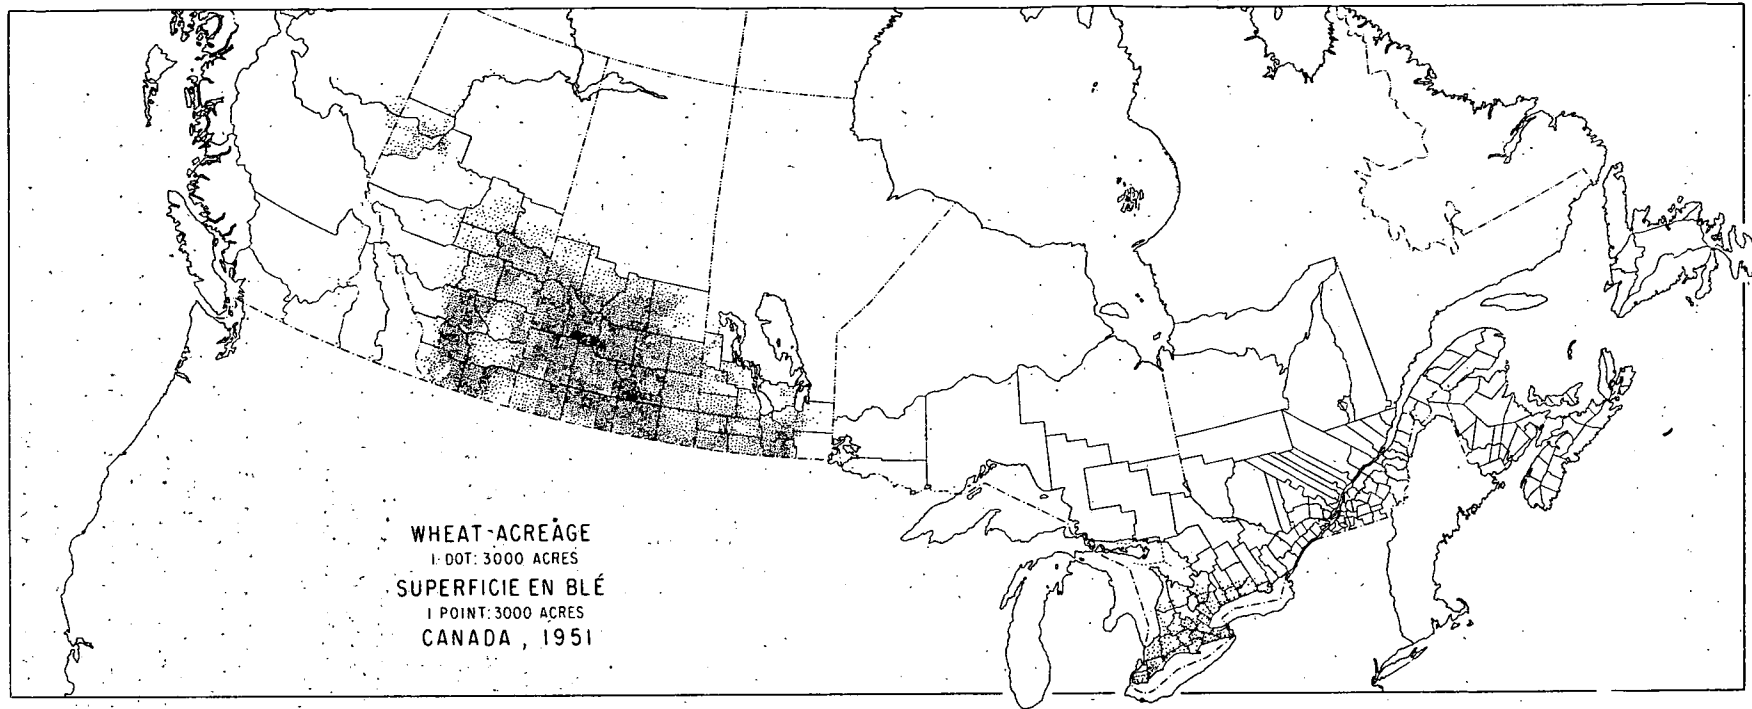 WHEAT-ACREAGE
1 DOT: 3000 ACRES
SUPERFICIE EN BLÉ
1 POINT: 3000 ACRES
CANADA, 1951